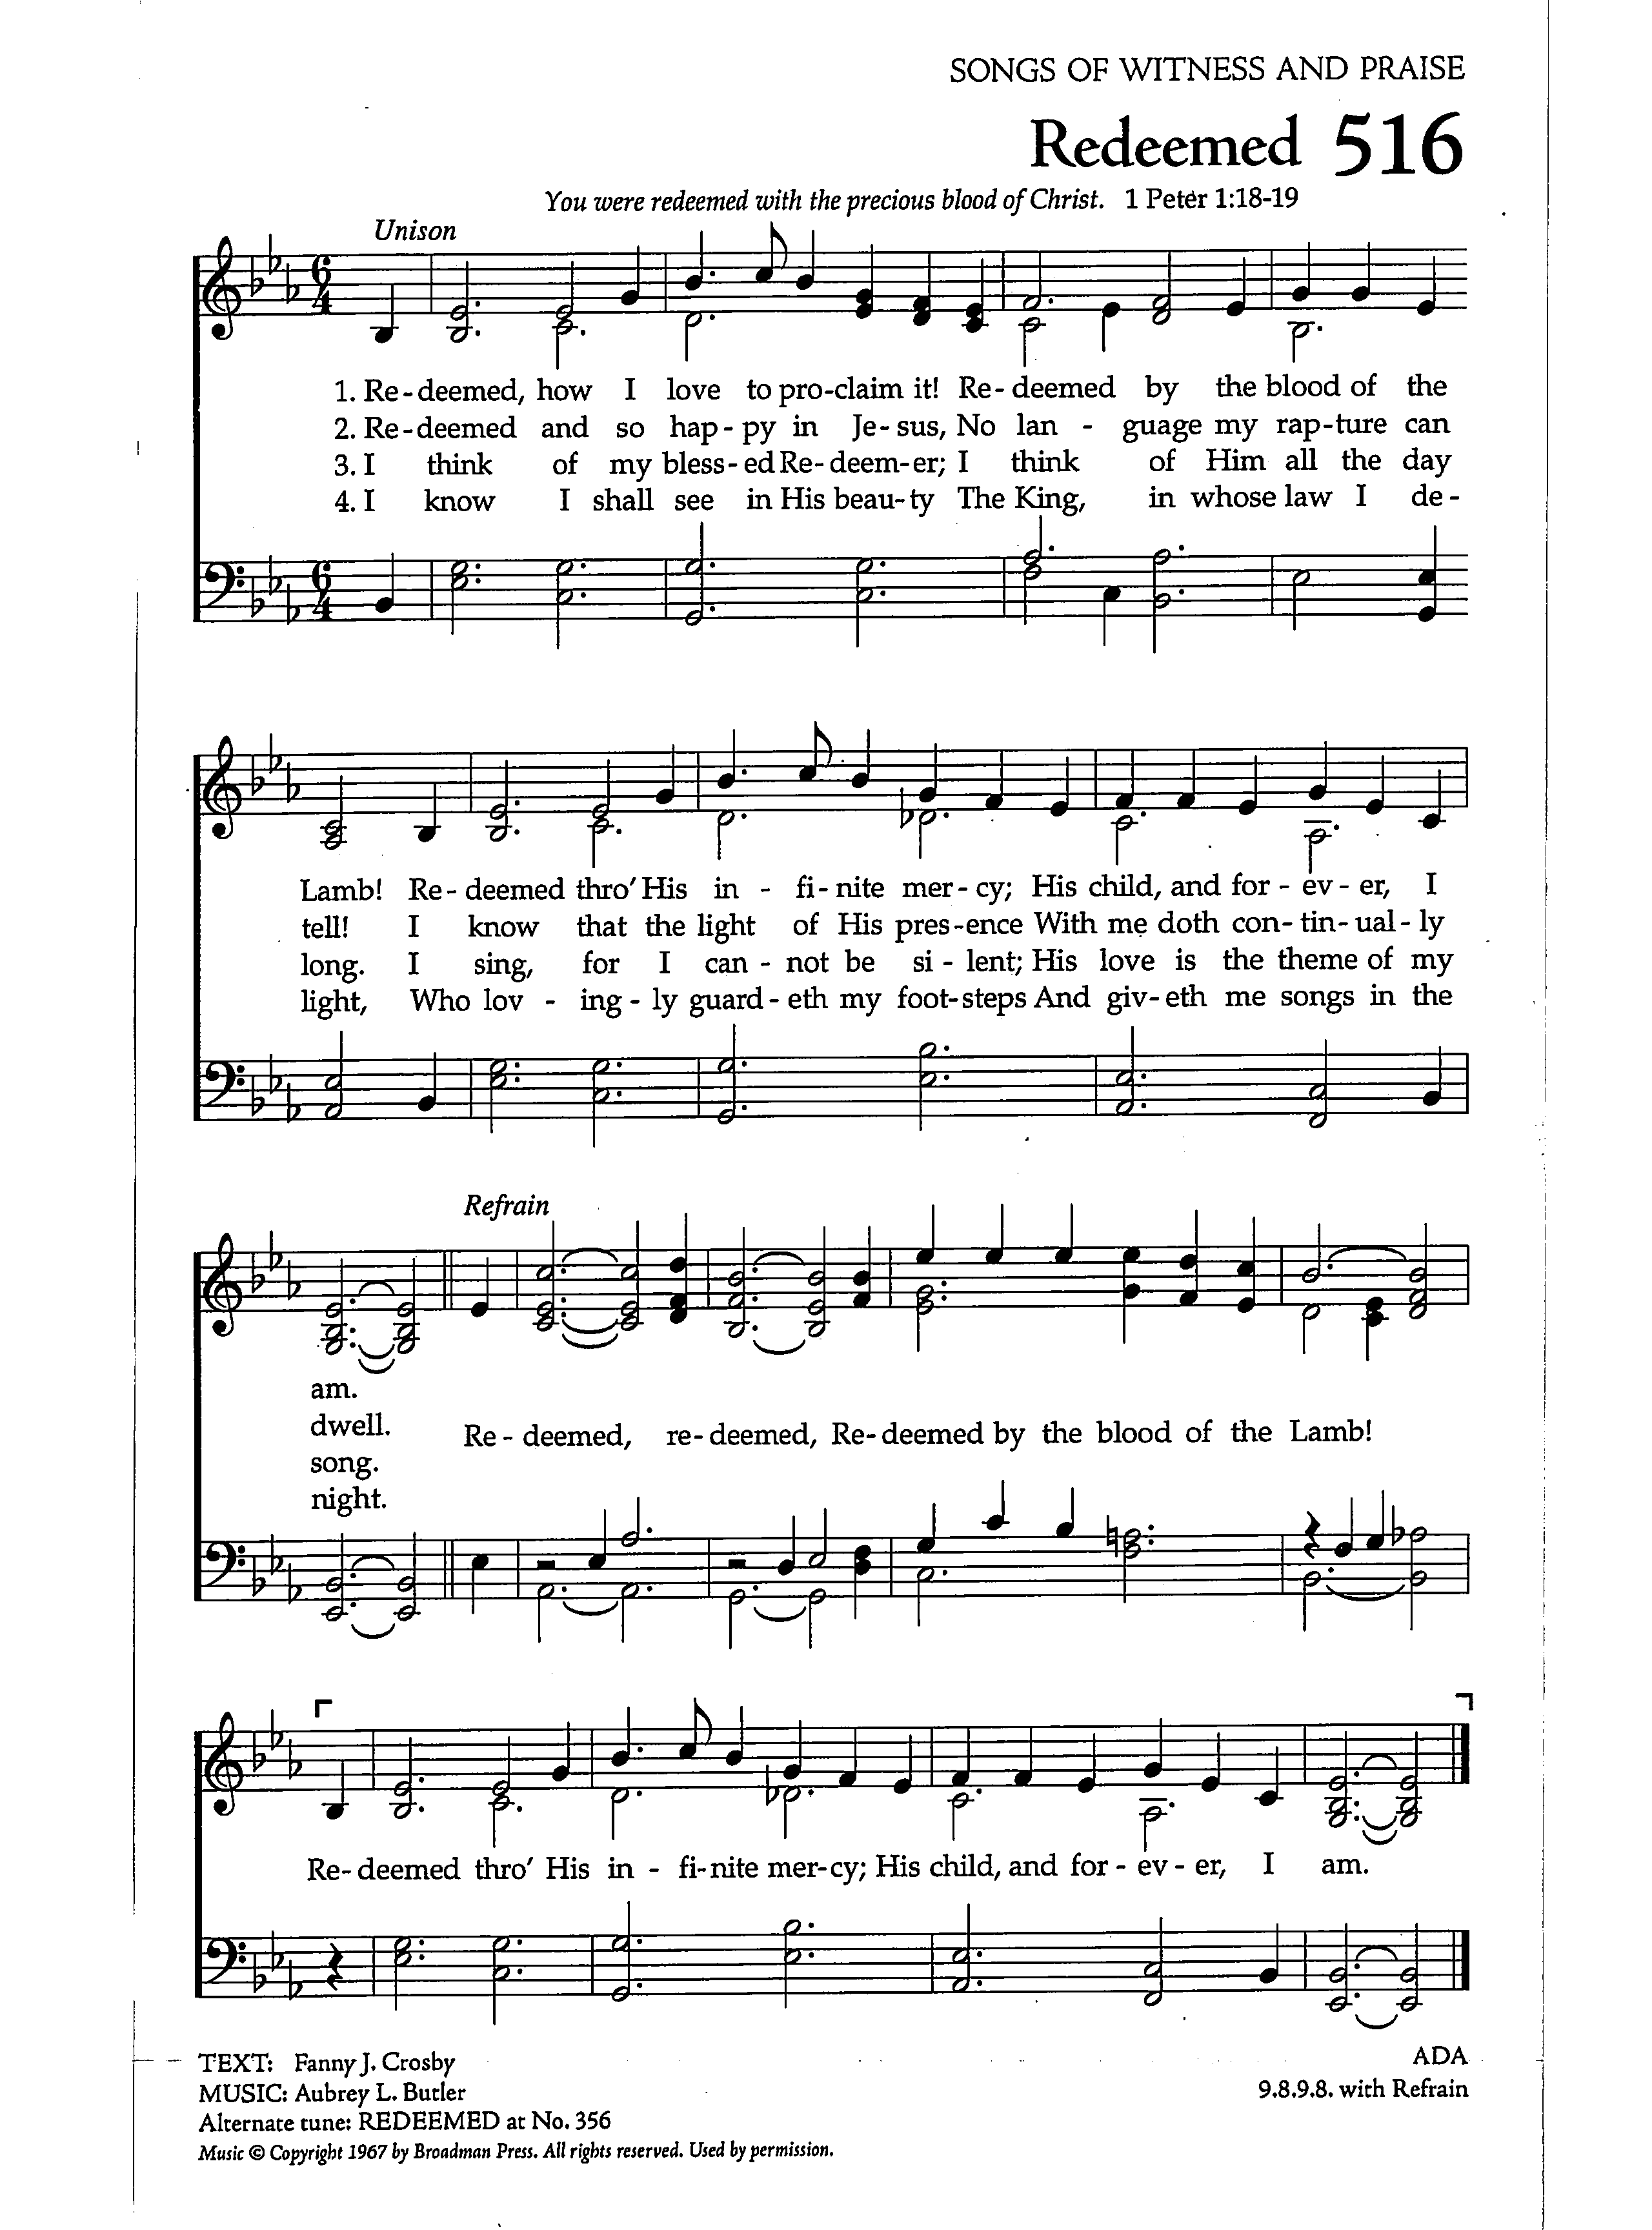 SONGS OF WITNESS AND PRAISE
Redeemed 516
You were redeemed with the precious blood of Christ. 1 Peter 1:18-19
Unison
6
4
1. Re-deemed, how I love to pro-claim it! Re-deemed by the blood of the
2. Re-deemed and so hap-py in Je-sus, No lan - guage my rap-ture can
3. I think of my bless-ed Re-deem-er; I think of Him all the day
4. I know I shall see in His beau-ty The King, in whose law I de-
6
4
Lamb! Re-deemed thro' His in - fi-nite mer-cy; His child, and for-ev-er, I
tell! I know that the light of His pres-ence With me doth con-tin-ual-ly
long. I sing, for I can-not be si-lent; His love is the theme of my
light, Who lov - ing-ly guard-eth my foot-steps And giv-eth me songs in the
Refrain
am.
dwell.
song.
night.
Re-deemed, re-deemed, Re-deemed by the blood of the Lamb!
Re-deemed thro' His in - fi-nite mer-cy; His child, and for-ev-er, I am.
TEXT: Fanny J. Crosby
MUSIC: Aubrey L. Butler
Alternate tune: REDEEMED at No. 356
Music © Copyright 1967 by Broadman Press. All rights reserved. Used by permission.
ADA
9.8.9.8. with Refrain